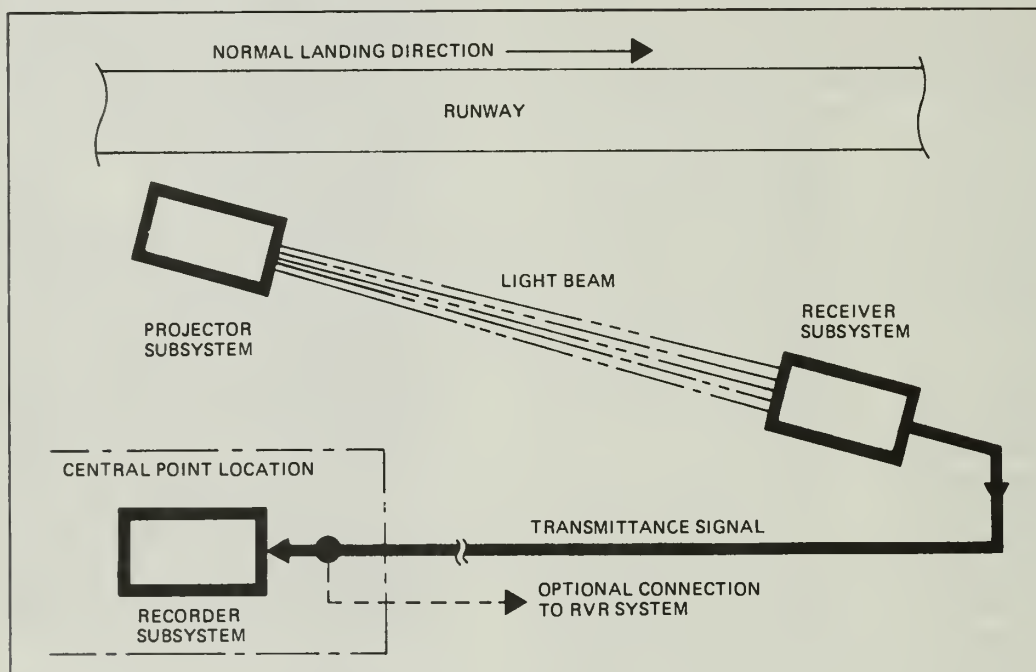 NORMAL LANDING DIRECTION
RUNWAY
LIGHT BEAM
PROJECTOR
SUBSYSTEM
RECEIVER
SUBSYSTEM
CENTRAL POINT LOCATION
TRANSMITTANCE SIGNAL
OPTIONAL CONNECTION
TO RVR SYSTEM
RECORDER
SUBSYSTEM